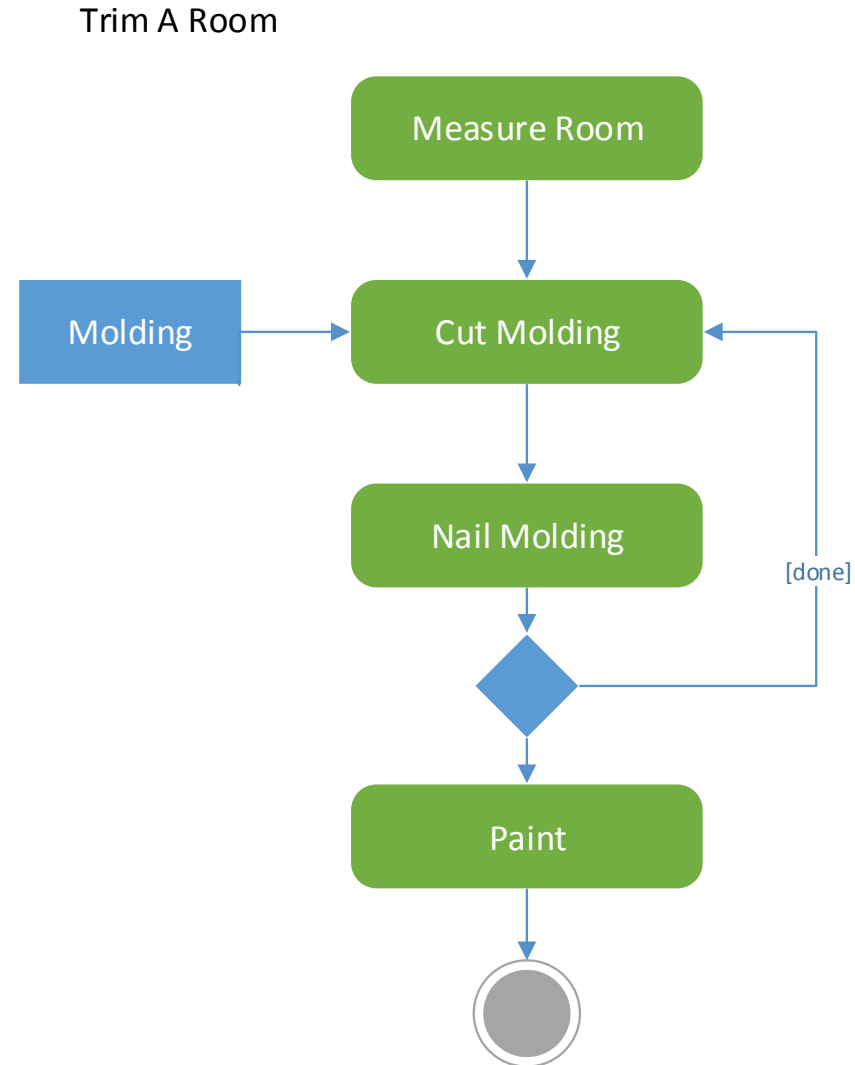 Trim A Room
Measure Room
Molding
Cut Molding
Nail Molding
[done]
Paint